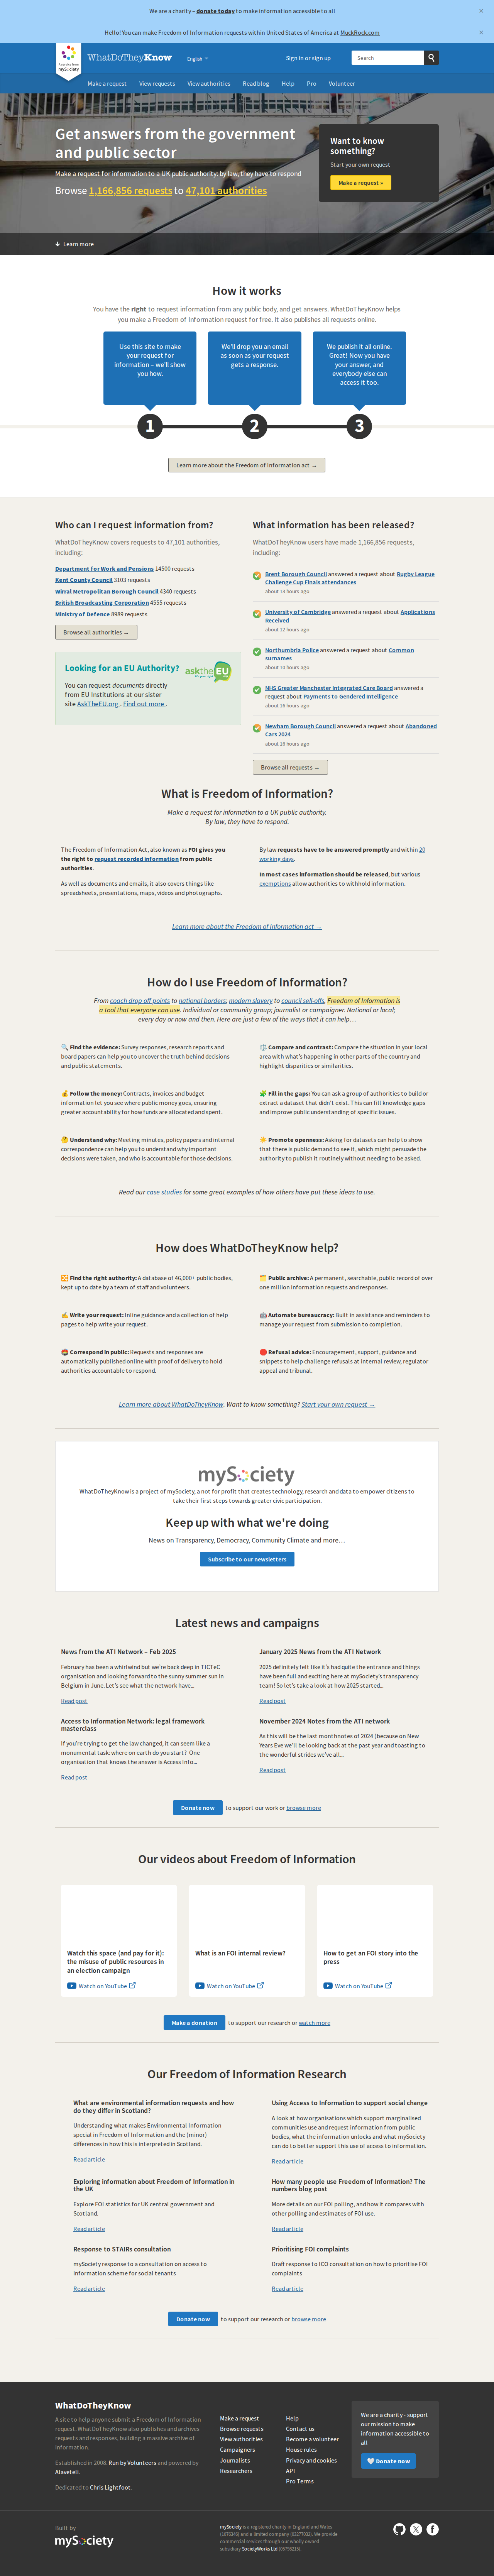 We are a charity – donate today to make information accessible to all
×
Hello! You can make Freedom of Information requests within United States of America at MuckRock.com
×
A service from
mySociety
WhatDoTheyKnow
English
Sign in or sign up
Search
Make a request
View requests
View authorities
Read blog
Help
Pro
Volunteer
Get answers from the government
and public sector
Make a request for information to a UK public authority: by law, they have to respond
Browse 1,166,856 requests to 47,101 authorities
Want to know
something?
Start your own request
Make a request »
Learn more
How it works
You have the right to request information from any public body, and get answers. WhatDoTheyKnow helps
you make a Freedom of Information request for free. It also publishes all requests online.
Use this site to make
your request for
information – we'll show
you how.
We'll drop you an email
as soon as your request
gets a response.
We publish it all online.
Great! Now you have
your answer, and
everybody else can
access it too.
1
2
3
Learn more about the Freedom of Information act →
Who can I request information from?
WhatDoTheyKnow covers requests to 47,101 authorities,
including:
Department for Work and Pensions 14500 requests
Kent County Council 3103 requests
Wirral Metropolitan Borough Council 4340 requests
British Broadcasting Corporation 4555 requests
Ministry of Defence 8989 requests
Browse all authorities →
Looking for an EU Authority?
You can request documents directly
from EU Institutions at our sister
site AskTheEU.org . Find out more .
asktheEU
What information has been released?
WhatDoTheyKnow users have made 1,166,856 requests,
including:
Brent Borough Council answered a request about Rugby League
Challenge Cup Finals attendances
about 13 hours ago
University of Cambridge answered a request about Applications
Received
about 12 hours ago
Northumbria Police answered a request about Common
surnames
about 10 hours ago
NHS Greater Manchester Integrated Care Board answered a
request about Payments to Gendered Intelligence
about 16 hours ago
Newham Borough Council answered a request about Abandoned
Cars 2024
about 16 hours ago
Browse all requests →
What is Freedom of Information?
Make a request for information to a UK public authority.
By law, they have to respond.
The Freedom of Information Act, also known as FOI gives you
the right to request recorded information from public
authorities.
As well as documents and emails, it also covers things like
spreadsheets, presentations, maps, videos and photographs.
By law requests have to be answered promptly and within 20
working days.
In most cases information should be released, but various
exemptions allow authorities to withhold information.
Learn more about the Freedom of Information act →
How do I use Freedom of Information?
From coach drop off points to national borders; modern slavery to council sell-offs, Freedom of Information is
a tool that everyone can use. Individual or community group; journalist or campaigner. National or local;
every day or now and then. Here are just a few of the ways that it can help…
🔍 Find the evidence: Survey responses, research reports and
board papers can help you to uncover the truth behind decisions
and public statements.
⚖️ Compare and contrast: Compare the situation in your local
area with what's happening in other parts of the country and
highlight disparities or similarities.
💰 Follow the money: Contracts, invoices and budget
information let you see where public money goes, ensuring
greater accountability for how funds are allocated and spent.
🧩 Fill in the gaps: You can ask a group of authorities to build or
extract a dataset that didn't exist. This can fill knowledge gaps
and improve public understanding of specific issues.
🤔 Understand why: Meeting minutes, policy papers and internal
correspondence can help you to understand why important
decisions were taken, and who is accountable for those decisions.
☀️ Promote openness: Asking for datasets can help to show
that there is public demand to see it, which might persuade the
authority to publish it routinely without needing to be asked.
Read our case studies for some great examples of how others have put these ideas to use.
How does WhatDoTheyKnow help?
🔀 Find the right authority: A database of 46,000+ public bodies,
kept up to date by a team of staff and volunteers.
🗂️ Public archive: A permanent, searchable, public record of over
one million information requests and responses.
✍️ Write your request: Inline guidance and a collection of help
pages to help write your request.
🤖 Automate bureaucracy: Built in assistance and reminders to
manage your request from submission to completion.
Correspond in public: Requests and responses are
automatically published online with proof of delivery to hold
authorities accountable to respond.
🛑 Refusal advice: Encouragement, support, guidance and
snippets to help challenge refusals at internal review, regulator
appeal and tribunal.
Learn more about WhatDoTheyKnow. Want to know something? Start your own request →
mySociety
WhatDoTheyKnow is a project of mySociety, a not for profit that creates technology, research and data to empower citizens to
take their first steps towards greater civic participation.
Keep up with what we're doing
News on Transparency, Democracy, Community Climate and more…
Subscribe to our newsletters
Latest news and campaigns
News from the ATI Network – Feb 2025
February has been a whirlwind but we're back deep in TICTeC
organisation and looking forward to the sunny summer sun in
Belgium in June. Let's see what the network have...
Read post
January 2025 News from the ATI Network
2025 definitely felt like it's had quite the entrance and things
have been full and exciting here at mySociety's transparency
team! So let's take a look at how 2025 started...
Read post
Access to Information Network: legal framework
masterclass
If you're trying to get the law changed, it can seem like a
monumental task: where on earth do you start? One
organisation that knows the answer is Access Info...
Read post
November 2024 Notes from the ATI network
As this will be the last monthnotes of 2024 (because on New
Years Eve we'll be looking back at the past year and toasting to
the wonderful strides we've all...
Read post
Donate now to support our work or browse more
Our videos about Freedom of Information
Watch this space (and pay for it):
the misuse of public resources in
an election campaign
Watch on YouTube
What is an FOI internal review?
Watch on YouTube
How to get an FOI story into the
press
Watch on YouTube
Make a donation to support our research or watch more
Our Freedom of Information Research
What are environmental information requests and how
do they differ in Scotland?
Understanding what makes Environmental Information
special in Freedom of Information and the (minor)
differences in how this is interpreted in Scotland.
Read article
Using Access to Information to support social change
A look at how organisations which support marginalised
communities use and request information from public
bodies, what the information unlocks and what mySociety
can do to better support this use of access to information.
Read article
Exploring information about Freedom of Information in
the UK
Explore FOI statistics for UK central government and
Scotland.
Read article
How many people use Freedom of Information? The
numbers blog post
More details on our FOI polling, and how it compares with
other polling and estimates of FOI use.
Read article
Response to STAIRs consultation
mySociety response to a consultation on access to
information scheme for social tenants
Read article
Prioritising FOI complaints
Draft response to ICO consultation on how to prioritise FOI
complaints
Read article
Donate now to support our research or browse more
WhatDoTheyKnow
A site to help anyone submit a Freedom of Information
request. WhatDoTheyKnow also publishes and archives
requests and responses, building a massive archive of
information.
Established in 2008. Run by Volunteers and powered by
Alaveteli.
Dedicated to Chris Lightfoot.
Make a request
Browse requests
View authorities
Campaigners
Journalists
Researchers
Help
Contact us
Become a volunteer
House rules
Privacy and cookies
API
Pro Terms
We are a charity - support
our mission to make
information accessible to
all
🤍 Donate now
Built by
mySociety
mySociety is a registered charity in England and Wales
(1076346) and a limited company (03277032). We provide
commercial services through our wholly owned
subsidiary SocietyWorks Ltd (05798215).